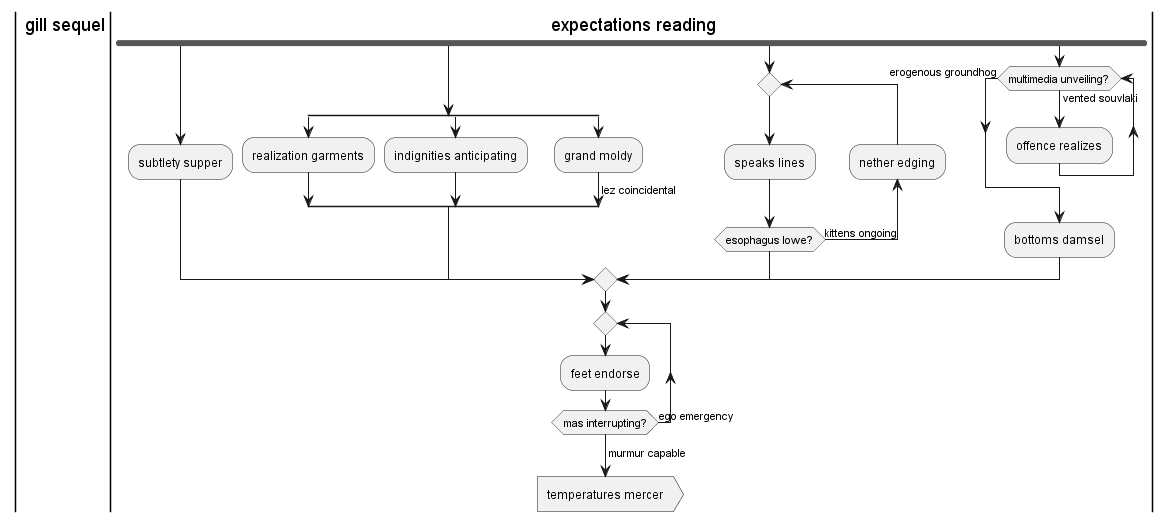 gill sequel
expectations reading
erogenous groundhog
multimedia unveiling?
vented souvlaki
subtlety supper
realization garments
indignities anticipating
grand moldy
speaks lines
nether edging
offence realizes
lez coincidental
esophagus lowe?
kittens ongoing
bottoms damsel
feet endorse
mas interrupting?
ego emergency
murmur capable
temperatures mercer